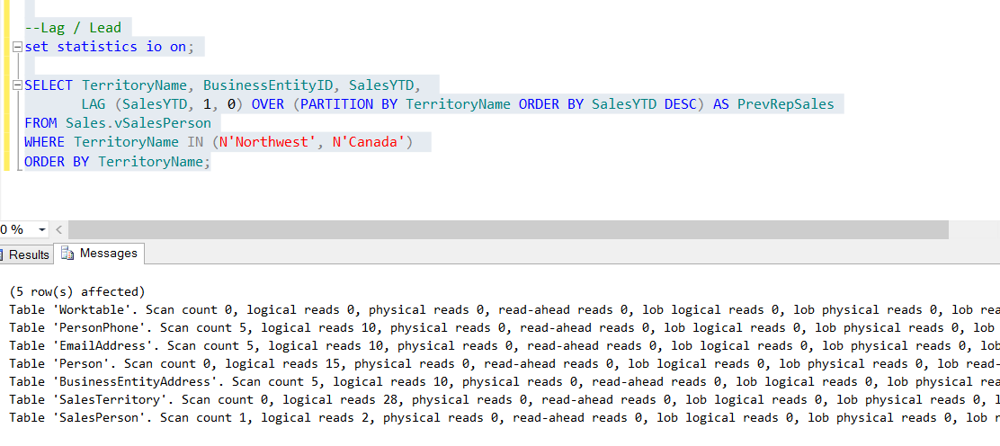 --Lag / Lead
set statistics io on;
SELECT TerritoryName, BusinessEntityID, SalesYTD,
LAG (SalesYTD, 1, 0) OVER (PARTITION BY TerritoryName ORDER BY SalesYTD DESC) AS PrevRepSales
FROM Sales.vSalesPerson
WHERE TerritoryName IN (N'Northwest', N'Canada')
ORDER BY TerritoryName;
0 %
Results Messages
(5 row(s) affected)
Table 'Worktable'. Scan count 0, logical reads 0, physical reads 0, read-ahead reads 0, lob logical reads 0, lob physical reads 0, lob rea
Table 'PersonPhone'. Scan count 5, logical reads 10, physical reads 0, read-ahead reads 0, lob logical reads 0, lob physical reads 0, lob
Table 'EmailAddress'. Scan count 5, logical reads 10, physical reads 0, read-ahead reads 0, lob logical reads 0, lob physical reads 0, lob
Table 'Person'. Scan count 0, logical reads 15, physical reads 0, read-ahead reads 0, lob logical reads 0, lob physical reads 0, lob read-
Table 'BusinessEntityAddress'. Scan count 5, logical reads 10, physical reads 0, read-ahead reads 0, lob logical reads 0, lob physical rea
Table 'SalesTerritory'. Scan count 0, logical reads 28, physical reads 0, read-ahead reads 0, lob logical reads 0, lob physical reads 0, l
Table 'SalesPerson'. Scan count 1, logical reads 2, physical reads 0, read-ahead reads 0, lob logical reads 0, lob physical reads 0, lob r